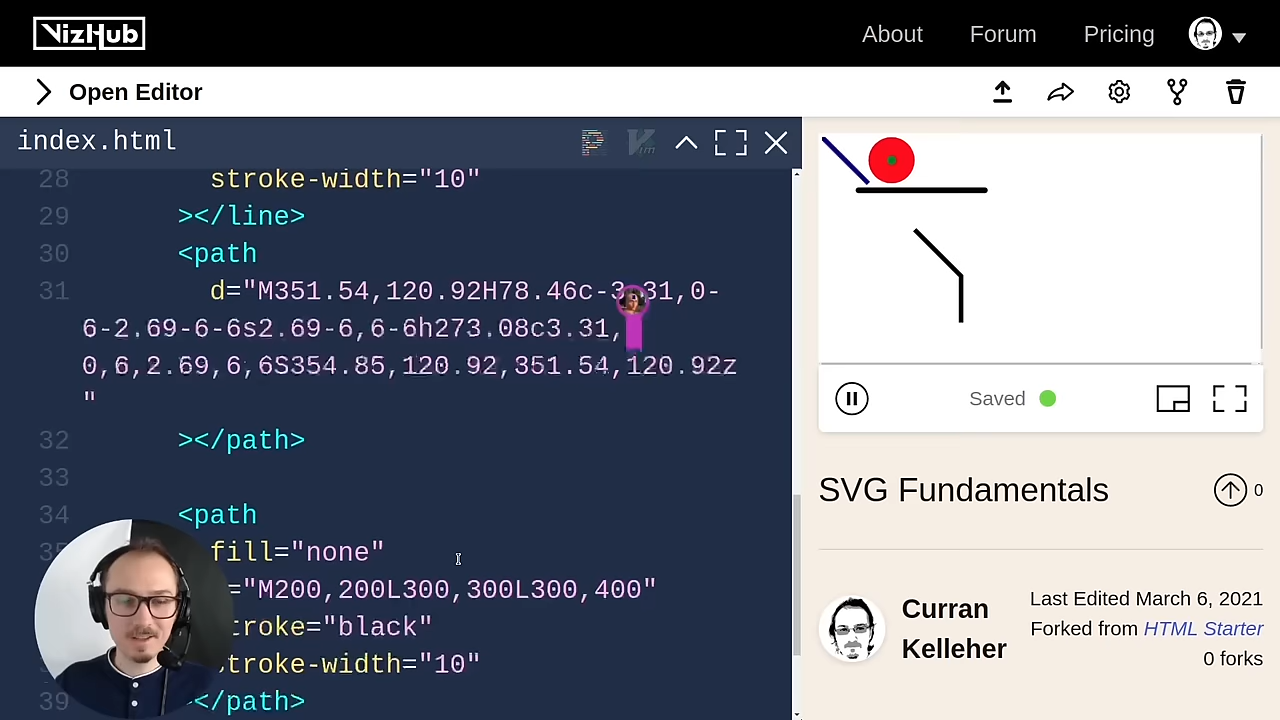 VizHub
About
Forum
Pricing
Open Editor
index.html
28 stroke-width="10"
29 ></line>
30 <path
31 d="M351.54,120.92H78.46c-3.31,0-
6-2.69-6-6s2.69-6,6-6h273.08c3.31,
0,6,2.69,6,6S354.85,120.92,351.54,120.92z
"
32 ></path>
33
34 <path
fill="none"
="M200,200L300,300L300,400"
troke="black"
stroke-width="10"
39 ></path>
Saved
SVG Fundamentals
0
Curran
Kelleher
Last Edited March 6, 2021
Forked from HTML Starter
0 forks